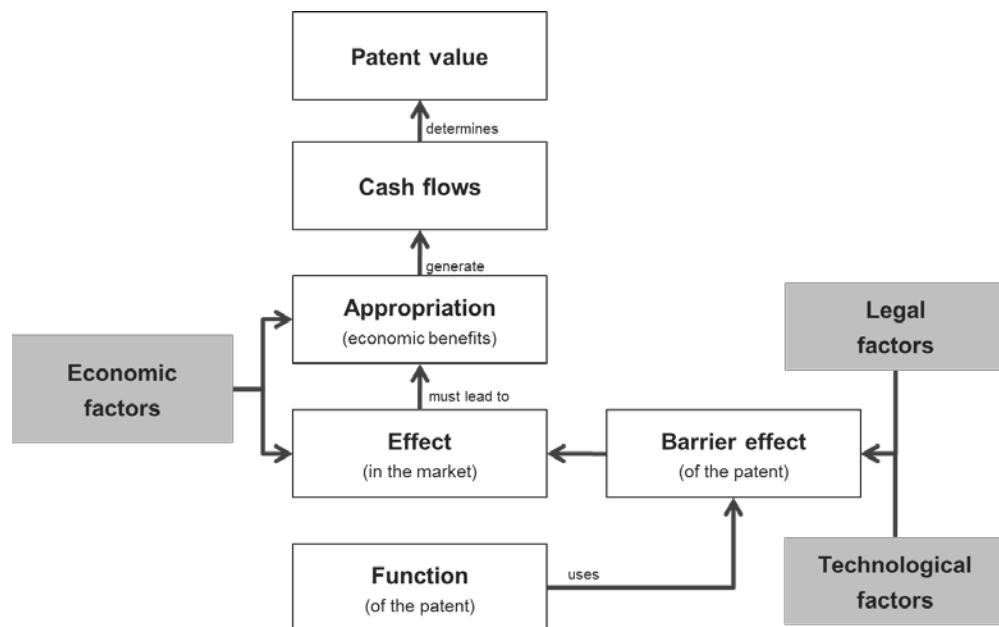 Patent value
determines
Cash flows
generate
Appropriation
(economic benefits)
Legal
factors
Economic
factors
must lead to
Effect
(in the market)
Barrier effect
(of the patent)
Function
(of the patent)
uses
Technological
factors